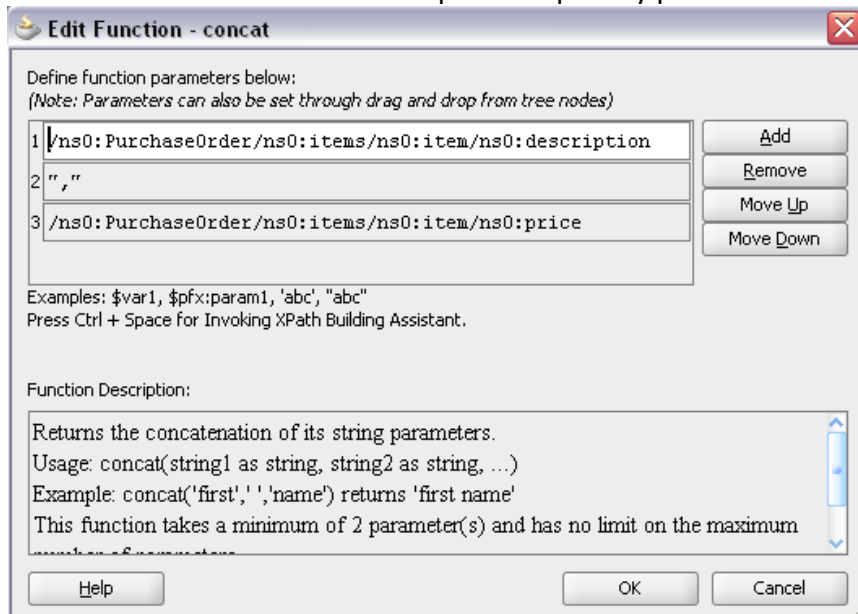 Edit Function - concat
Define function parameters below:
(Note: Parameters can also be set through drag and drop from tree nodes)
1 /ns0:PurchaseOrder/ns0:items/ns0:item/ns0:description
2 ","
3 /ns0:PurchaseOrder/ns0:items/ns0:item/ns0:price
Add
Remove
Move Up
Move Down
Examples: $var1, $pfx:param1, 'abc', "abc"
Press Ctrl + Space for Invoking XPath Building Assistant.
Function Description:
Returns the concatenation of its string parameters.
Usage: concat(string1 as string, string2 as string, ...)
Example: concat('first',' ','name') returns 'first name'
This function takes a minimum of 2 parameter(s) and has no limit on the maximum
number of parameters
Help
OK
Cancel